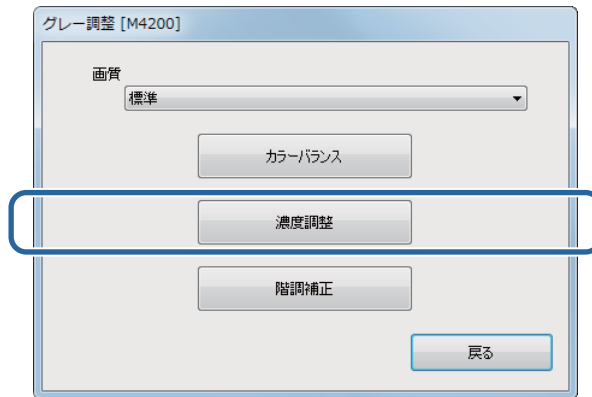 グレー調整 [M4200]
画質
標準
カラーバランス
濃度調整
階調補正
戻る